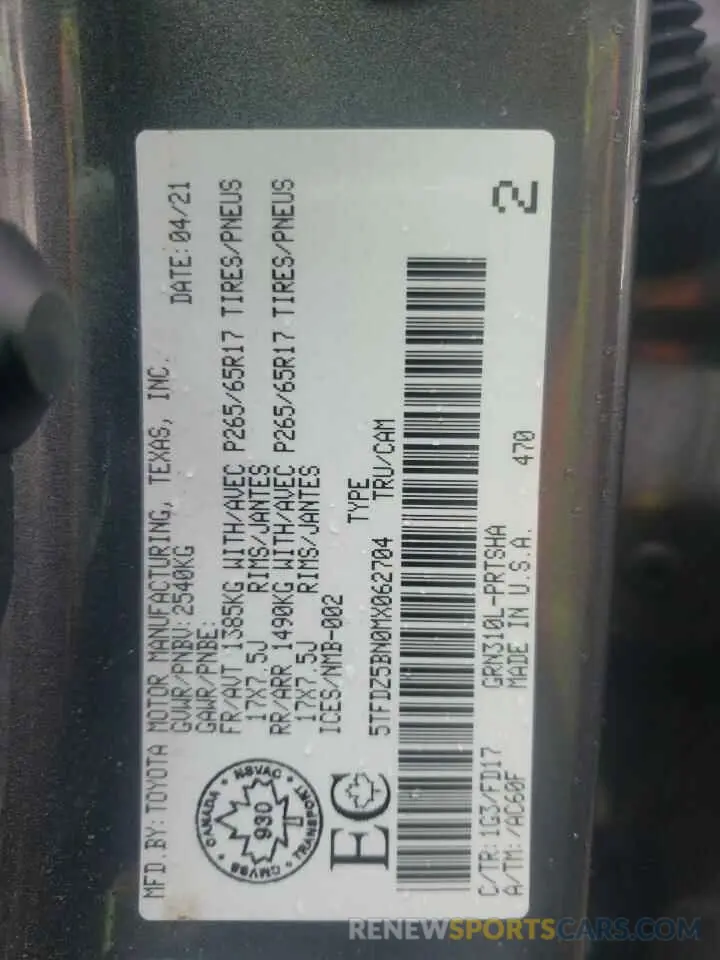 MFD.BY:TOYOTA MOTOR MANUFACTURING, TEXAS, INC.
GVWR/PNBV:2540KG DATE:04/21
GAWR/PNBE:
FR/AVT 1385KG WITH/AVEC P265/65R17 TIRES/PNEUS
17X7.5J RIMS/JANTES
RR/ARR 1490KG WITH/AVEC P265/65R17 TIRES/PNEUS
17X7.5J RIMS/JANTES
ICES/NMB-002
TYPE
5TFDZ5BN0MX062704 TRU/CAM
CANADA NSVAC
930
CMVSS TRANSPORT
EC
C/TR:1G3/FD17 GRN310L-PRTSHA 470 2
A/TM:/AC60F MADE IN U.S.A.
RENEWSPORTSCARS.COM